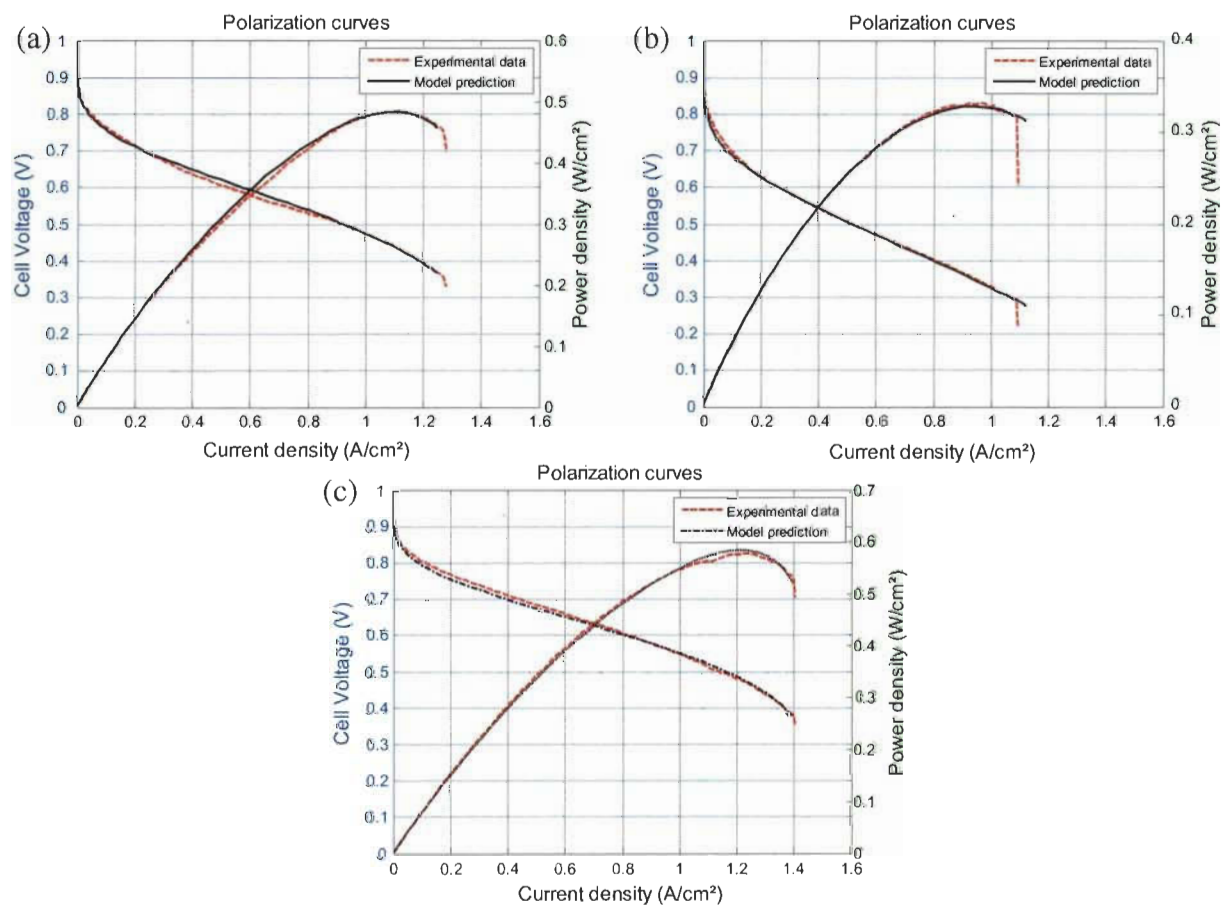 (a)
Polarization curves
Experimental data
Model prediction
Cell Voltage (V)
1
0.9
0.8
0.7
0.6
0.5
0.4
0.3
0.2
0.1
0
0 0.2 0.4 0.6 0.8 1 1.2 1.4 1.6
Current density (A/cm²)
0.6
0.5
0.4
0.3
0.2
0.1
0
Power density (W/cm²)
(b)
Polarization curves
Experimental data
Model prediction
Cell Voltage (V)
1
0.9
0.8
0.7
0.6
0.5
0.4
0.3
0.2
0.1
0
0 0.2 0.4 0.6 0.8 1 1.2 1.4 1.6
Current density (A/cm²)
0.4
0.3
0.2
0.1
0
Power density (W/cm²)
(c)
Polarization curves
Experimental data
Model prediction
Cell Voltage (V)
1
0.9
0.8
0.7
0.6
0.5
0.4
0.3
0.2
0.1
0
0 0.2 0.4 0.6 0.8 1 1.2 1.4 1.6
Current density (A/cm²)
0.7
0.6
0.5
0.4
0.3
0.2
0.1
0
Power density (W/cm²)